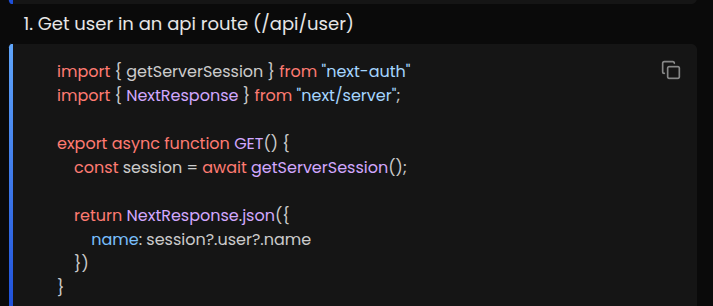 1. Get user in an api route (/api/user)
import { getServerSession } from "next-auth"
import { NextResponse } from "next/server";
export async function GET() {
const session = await getServerSession();
return NextResponse.json({
name: session?.user?.name
})
}